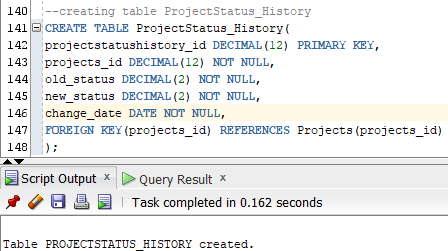 140 --creating table ProjectStatus_History
141 CREATE TABLE ProjectStatus_History(
142 projectstatushistory_id DECIMAL(12) PRIMARY KEY,
143 projects_id DECIMAL(12) NOT NULL,
144 old_status DECIMAL(2) NOT NULL,
145 new_status DECIMAL(2) NOT NULL,
146 change_date DATE NOT NULL,
147 FOREIGN KEY(projects_id) REFERENCES Projects(projects_id)
148 );
Script Output x Query Result x
Task completed in 0.162 seconds
Table PROJECTSTATUS_HISTORY created.